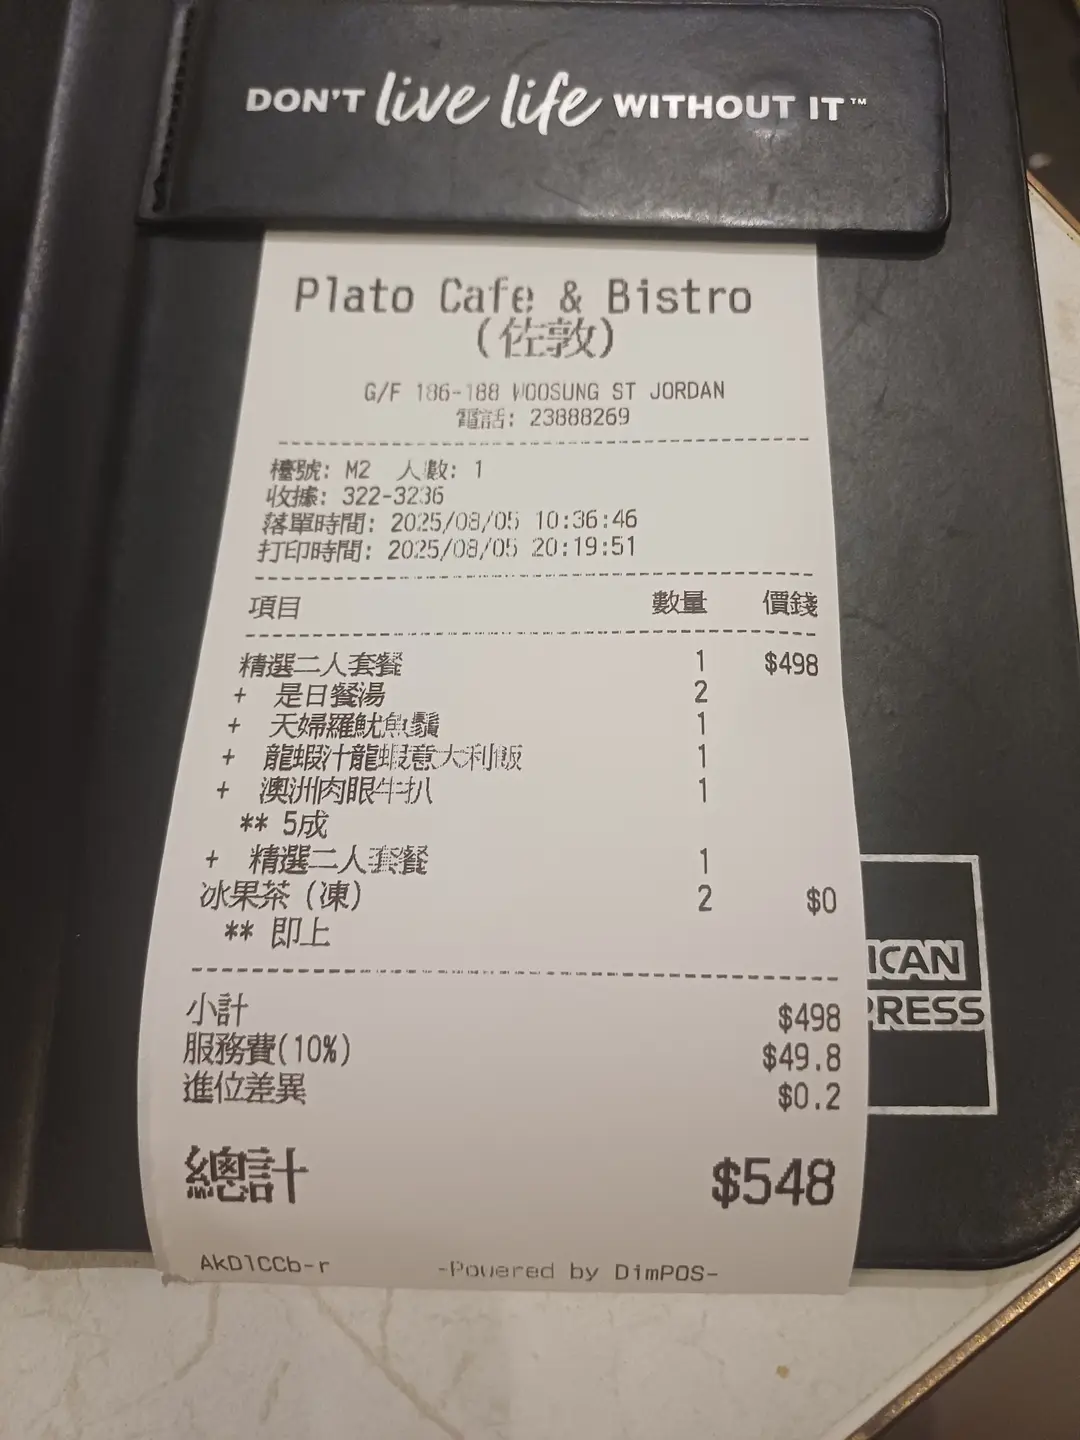 DON'T live life WITHOUT IT™
Plato Cafe & Bistro
(佐敦)
G/F 186-188 WOOSUNG ST JORDAN
電話: 23888269
檯號: M2 人數: 1
收據: 322-3236
落單時間: 2025/08/05 10:36:46
打印時間: 2025/08/05 20:19:51
項目 數量 價錢
精選二人套餐 1 $498
+ 是日餐湯 2
+ 天婦羅魷魚鬚 1
+ 龍蝦汁龍蝦意大利飯 1
+ 澳洲肉眼牛扒 1
** 5成
+ 精選二人套餐 1
冰果茶 (凍) 2 $0
** 即上
小計 $498
服務費(10%) $49.8
進位差異 $0.2
總計 $548
AkD1CCb-r -Powered by DimPOS-
ICAN
PRESS